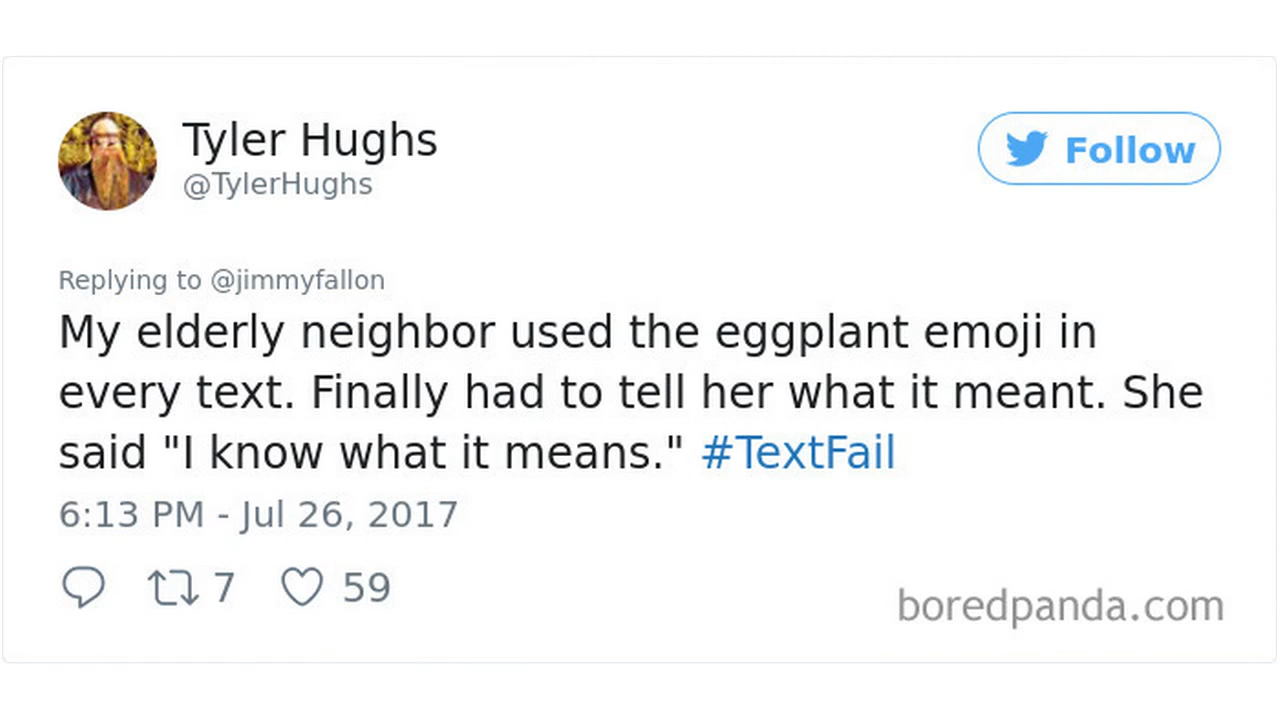 Tyler Hughs
@TylerHughs
Follow
Replying to @jimmyfallon
My elderly neighbor used the eggplant emoji in
every text. Finally had to tell her what it meant. She
said "I know what it means." #TextFail
6:13 PM - Jul 26, 2017
7 59
boredpanda.com